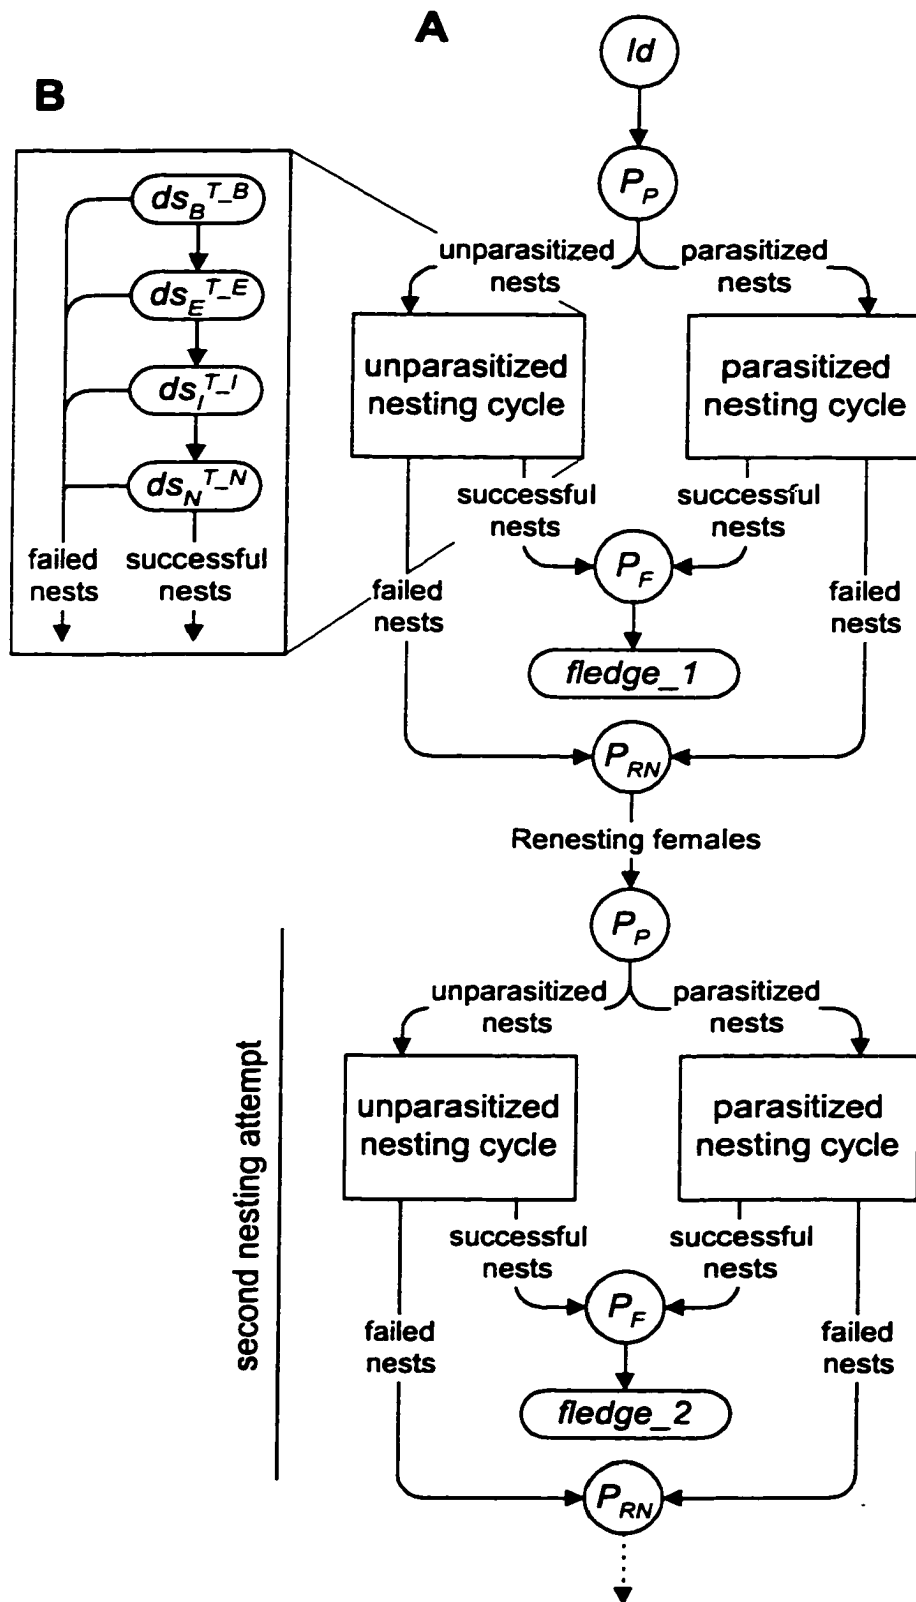 A
Id
B
P_P
ds_B^T_B
ds_E^T_E
ds_I^T_I
ds_N^T_N
failed
nests
successful
nests
unparasitized
nests
parasitized
nests
unparasitized
nesting cycle
parasitized
nesting cycle
successful
nests
successful
nests
P_F
failed
nests
failed
nests
fledge_1
P_RN
Renesting females
P_P
second nesting attempt
unparasitized
nests
parasitized
nests
unparasitized
nesting cycle
parasitized
nesting cycle
successful
nests
successful
nests
P_F
failed
nests
failed
nests
fledge_2
P_RN